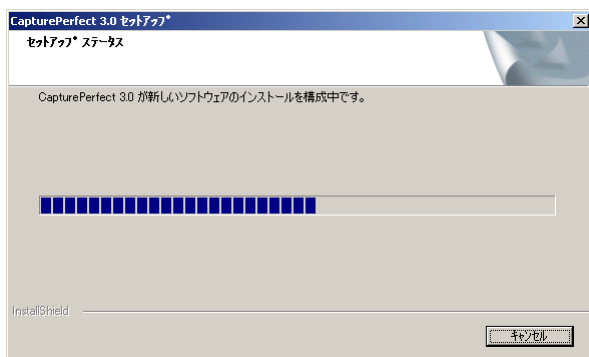 CapturePerfect 3.0 ｾｯﾄｱｯﾌﾟ
ｾｯﾄｱｯﾌﾟ ｽﾃｰﾀｽ
CapturePerfect 3.0 が新しいソフトウェアのインストールを構成中です。
InstallShield
ｷｬﾝｾﾙ